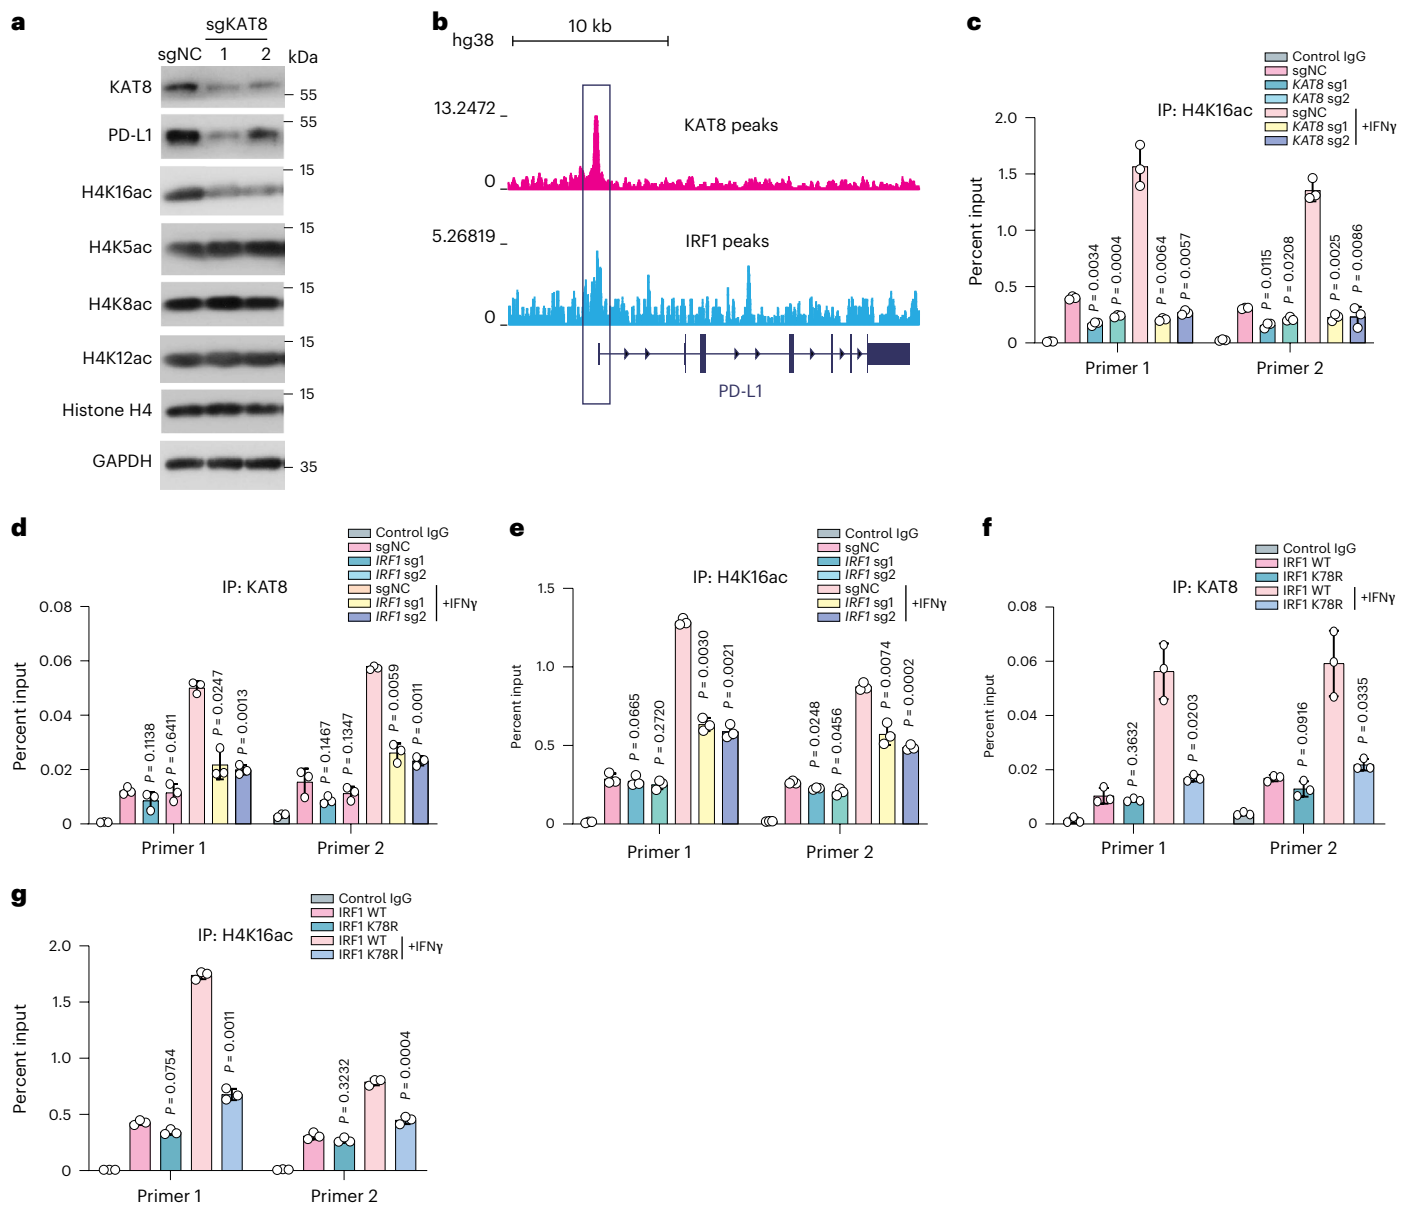 a
sgKAT8
sgNC 1 2 kDa
KAT8
55
PD-L1
55
H4K16ac
15
H4K5ac
15
H4K8ac
15
H4K12ac
15
Histone H4
15
GAPDH
35
b
10 kb
hg38
13.2472
KAT8 peaks
0
5.26819
IRF1 peaks
0
PD-L1
c
Control IgG
sgNC
KAT8 sg1
KAT8 sg2
sgNC
KAT8 sg1
KAT8 sg2
+IFNγ
IP: H4K16ac
Percent input
2.0
1.5
1.0
0.5
0
P = 0.0034
P = 0.0004
P = 0.0064
P = 0.0057
P = 0.0115
P = 0.0208
P = 0.0025
P = 0.0086
Primer 1
Primer 2
d
Control IgG
sgNC
IRF1 sg1
IRF1 sg2
sgNC
IRF1 sg1
IRF1 sg2
+IFNγ
IP: KAT8
Percent input
0.08
0.06
0.04
0.02
0
P = 0.1138
P = 0.6411
P = 0.0247
P = 0.0013
P = 0.1467
P = 0.1347
P = 0.0059
P = 0.0011
Primer 1
Primer 2
e
Control IgG
sgNC
IRF1 sg1
IRF1 sg2
sgNC
IRF1 sg1
IRF1 sg2
+IFNγ
IP: H4K16ac
Percent input
1.5
1.0
0.5
0
P = 0.0665
P = 0.2720
P = 0.0030
P = 0.0021
P = 0.0248
P = 0.0456
P = 0.0074
P = 0.0002
Primer 1
Primer 2
f
Control IgG
IRF1 WT
IRF1 K78R
IRF1 WT
IRF1 K78R
+IFNγ
IP: KAT8
Percent input
0.08
0.06
0.04
0.02
0
P = 0.3632
P = 0.0203
P = 0.0916
P = 0.0335
Primer 1
Primer 2
g
Control IgG
IRF1 WT
IRF1 K78R
IRF1 WT
IRF1 K78R
+IFNγ
IP: H4K16ac
Percent input
2.0
1.5
1.0
0.5
0
P = 0.0754
P = 0.0011
P = 0.3232
P = 0.0004
Primer 1
Primer 2